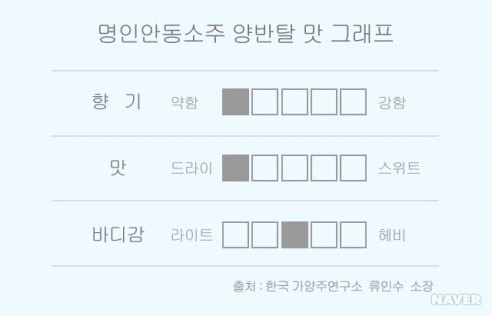 명인안동소주 양반탈 맛 그래프
향 기 약함 강함
맛 드라이 스위트
바디감 라이트 헤비
출처 : 한국 가양주연구소 류인수 소장
NAVER